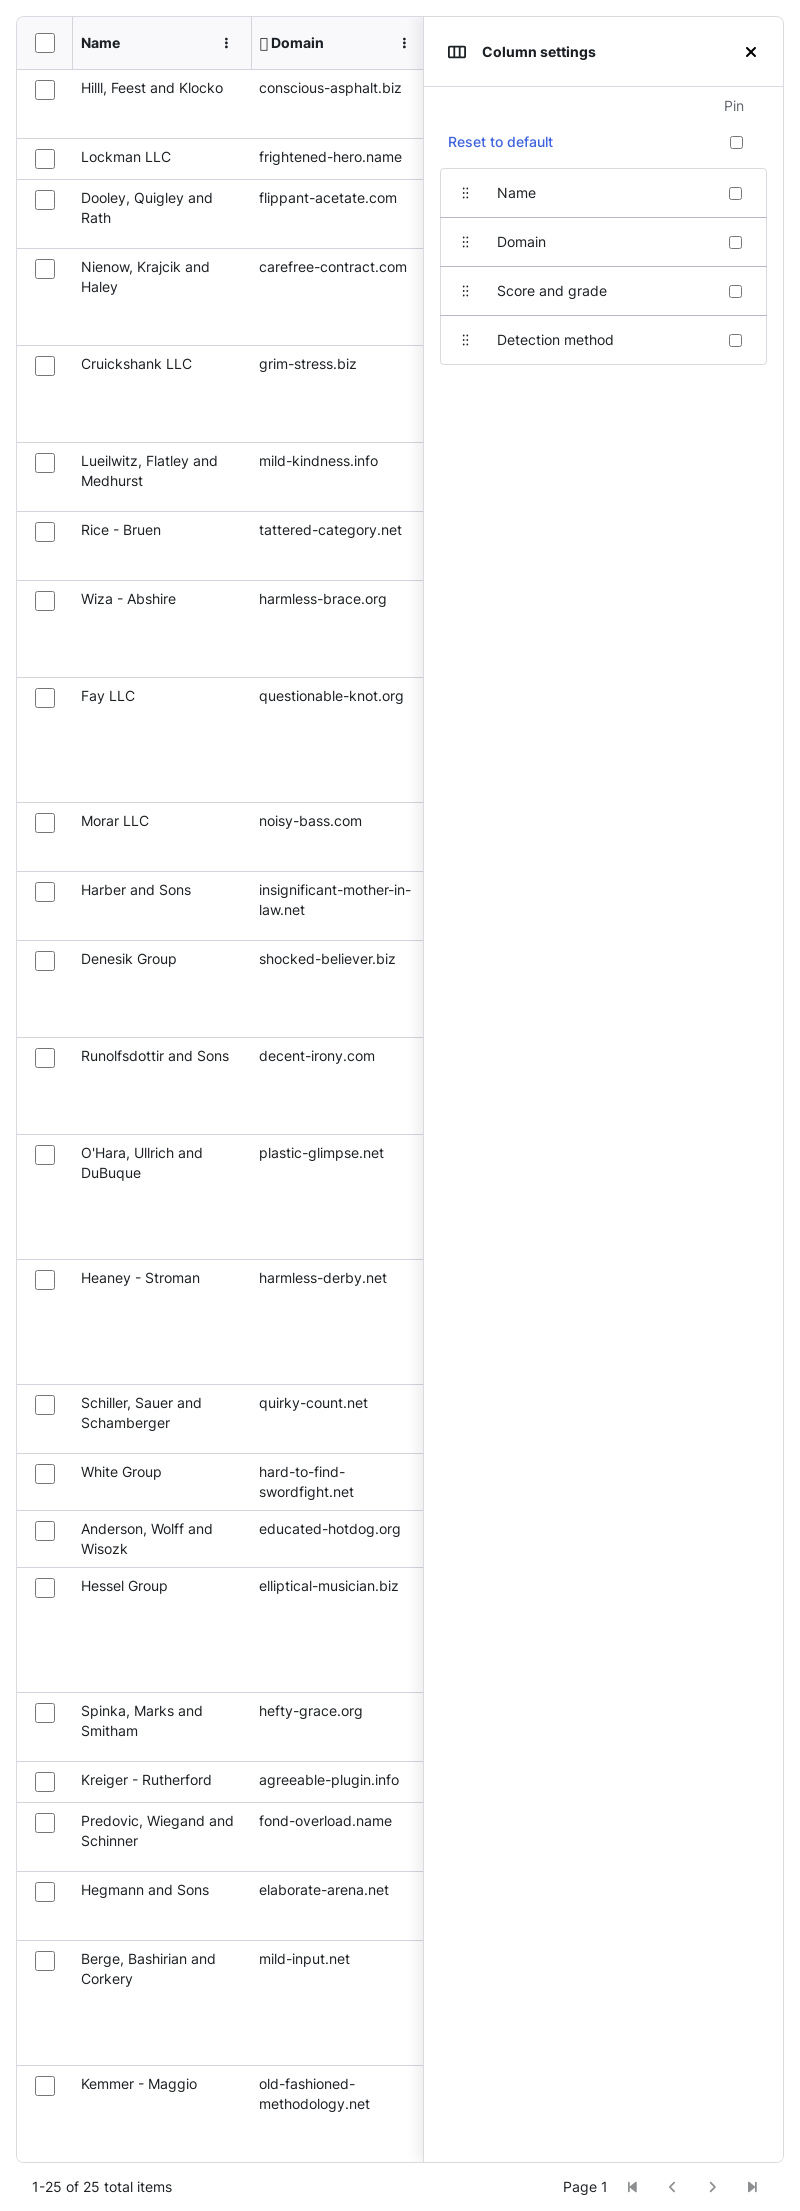 Name Domain
Hilll, Feest and Klocko conscious-asphalt.biz
Lockman LLC frightened-hero.name
Dooley, Quigley and flippant-acetate.com
Rath
Nienow, Krajcik and carefree-contract.com
Haley
Cruickshank LLC grim-stress.biz
Lueilwitz, Flatley and mild-kindness.info
Medhurst
Rice - Bruen tattered-category.net
Wiza - Abshire harmless-brace.org
Fay LLC questionable-knot.org
Morar LLC noisy-bass.com
Harber and Sons insignificant-mother-in-
law.net
Denesik Group shocked-believer.biz
Runolfsdottir and Sons decent-irony.com
O'Hara, Ullrich and plastic-glimpse.net
DuBuque
Heaney - Stroman harmless-derby.net
Schiller, Sauer and quirky-count.net
Schamberger
White Group hard-to-find-
swordfight.net
Anderson, Wolff and educated-hotdog.org
Wisozk
Hessel Group elliptical-musician.biz
Spinka, Marks and hefty-grace.org
Smitham
Kreiger - Rutherford agreeable-plugin.info
Predovic, Wiegand and fond-overload.name
Schinner
Hegmann and Sons elaborate-arena.net
Berge, Bashirian and mild-input.net
Corkery
Kemmer - Maggio old-fashioned-
methodology.net
Column settings
Pin
Reset to default
Name
Domain
Score and grade
Detection method
1-25 of 25 total items Page 1